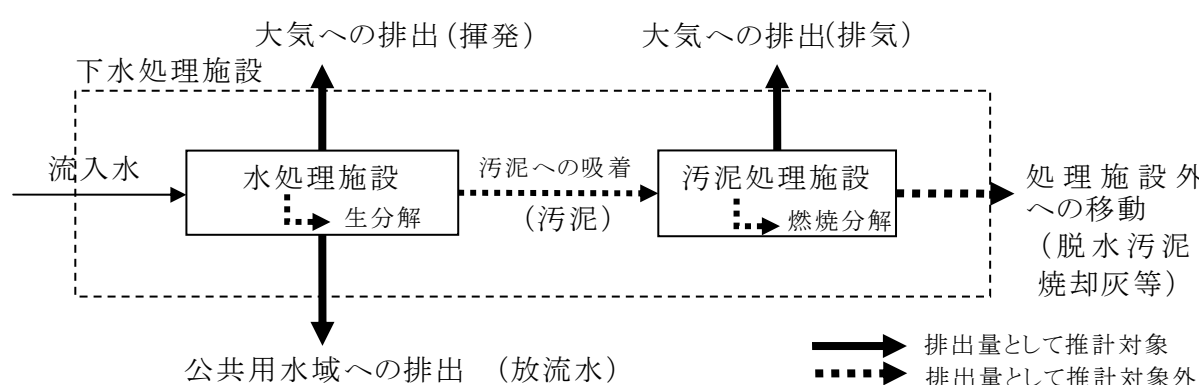 大気への排出(揮発)
大気への排出(排気)
下水処理施設
流入水
水処理施設
生分解
汚泥への吸着
(汚泥)
汚泥処理施設
燃焼分解
処理施設外
への移動
(脱水汚泥
焼却灰等)
公共用水域への排出 (放流水)
排出量として推計対象
排出量として推計対象外